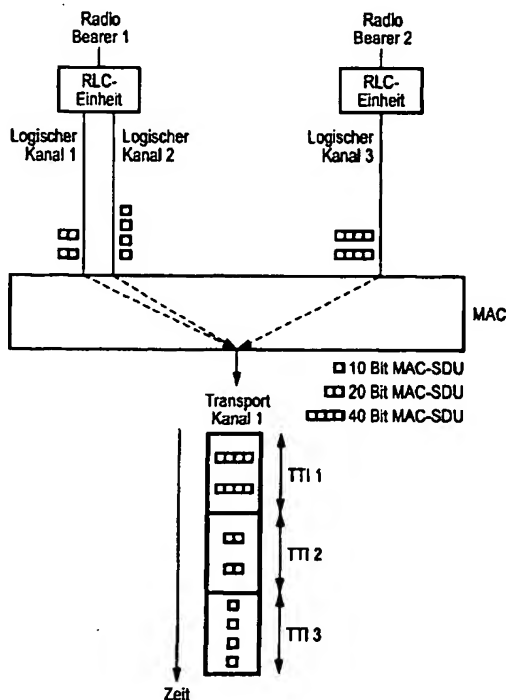 Radio
Bearer 1
Radio
Bearer 2
RLC-
Einheit
RLC-
Einheit
Logischer
Kanal 1
Logischer
Kanal 2
Logischer
Kanal 3
MAC
10 Bit MAC-SDU
20 Bit MAC-SDU
40 Bit MAC-SDU
Transport
Kanal 1
TTI 1
TTI 2
TTI 3
Zeit